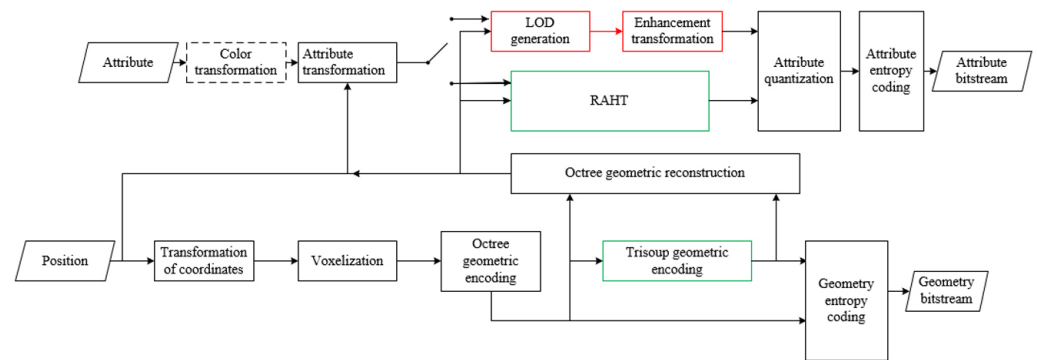 LOD
generation
Enhancement
transformation
Attribute
Color
transformation
Attribute
transformation
RAHT
Attribute
quantization
Attribute
entropy
coding
Attribute
bitstream
Octree geometric reconstruction
Position
Transformation
of coordinates
Voxelization
Octree
geometric
encoding
Trisoup geometric
encoding
Geometry
entropy
coding
Geometry
bitstream